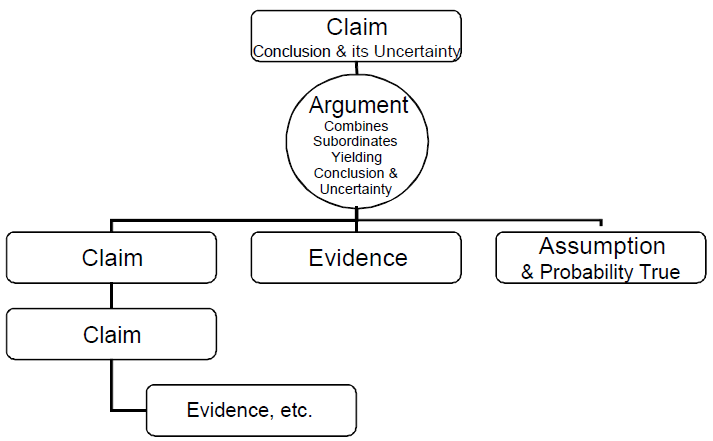 Claim
Conclusion & its Uncertainty
Argument
Combines
Subordinates
Yielding
Conclusion &
Uncertainty
Claim
Evidence
Assumption
& Probability True
Claim
Evidence, etc.